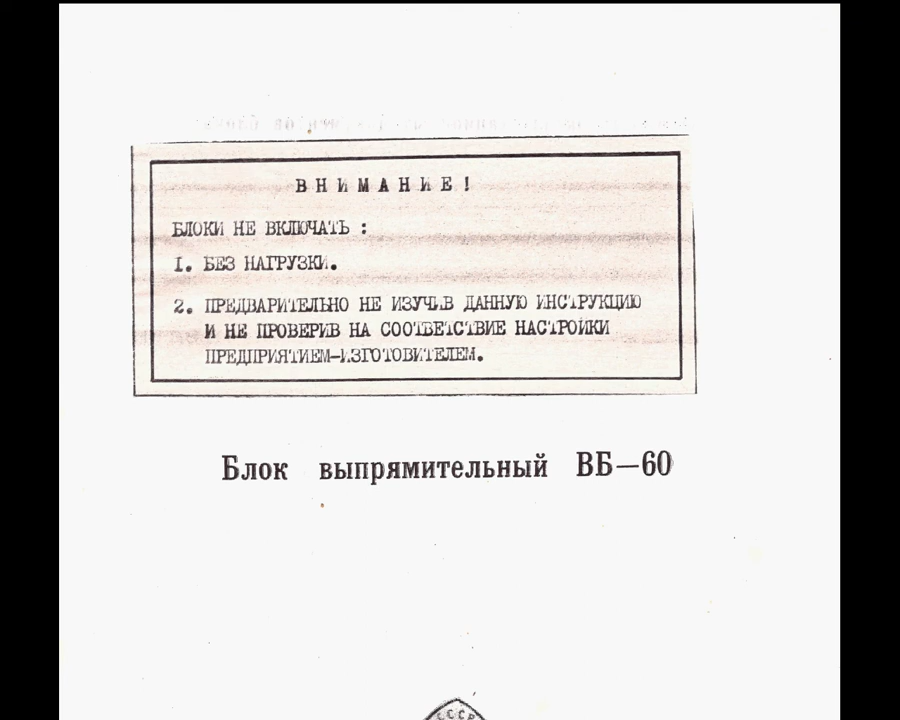 ВНИМАНИЕ!
БЛОКИ НЕ ВКЛЮЧАТЬ :
1. БЕЗ НАГРУЗКИ.
2. ПРЕДВАРИТЕЛЬНО НЕ ИЗУЧИВ ДАННУЮ ИНСТРУКЦИЮ
И НЕ ПРОВЕРИВ НА СООТВЕТСТВИЕ НАСТРОЙКИ
ПРЕДПРИЯТИЕМ-ИЗГОТОВИТЕЛЕМ.
Блок выпрямительный ВБ—60
СССР